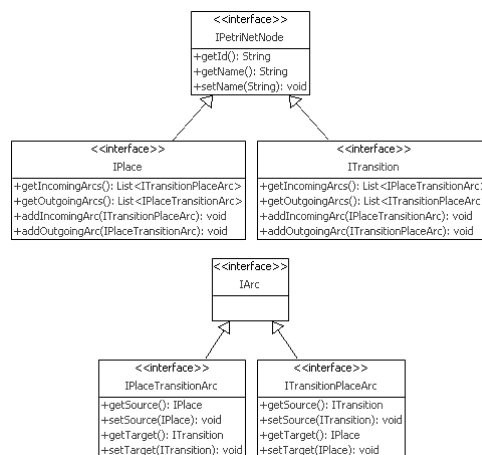 <<interface>>
IPetriNetNode
+getId(): String
+getName(): String
+setName(String): void
<<interface>>
IPlace
+getIncomingArcs(): List<ITransitionPlaceArc>
+getOutgoingArcs(): List<IPlaceTransitionArc>
+addIncomingArc(ITransitionPlaceArc): void
+addOutgoingArc(IPlaceTransitionArc): void
<<interface>>
ITransition
+getIncomingArcs(): List<IPlaceTransitionArc>
+getOutgoingArcs(): List<ITransitionPlaceArc
+addIncomingArc(IPlaceTransitionArc): void
+addOutgoingArc(ITransitionPlaceArc): void
<<interface>>
IArc
<<interface>>
IPlaceTransitionArc
+getSource(): IPlace
+setSource(IPlace): void
+getTarget(): ITransition
+setTarget(ITransition): void
<<interface>>
ITransitionPlaceArc
+getSource(): ITransition
+setSource(ITransition): void
+getTarget(): IPlace
+setTarget(IPlace): void